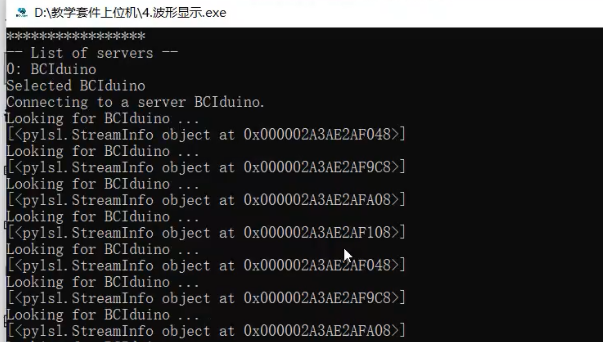 D:\教学套件上位机\4.波形显示.exe
*****************
-- List of servers --
0: BCIduino
Selected BCIduino
Connecting to a server BCIduino.
Looking for BCIduino ...
[<pylsl.StreamInfo object at 0x000002A3AE2AF048>]
Looking for BCIduino ...
[<pylsl.StreamInfo object at 0x000002A3AE2AF9C8>]
Looking for BCIduino ...
[<pylsl.StreamInfo object at 0x000002A3AE2AFA08>]
Looking for BCIduino ...
[<pylsl.StreamInfo object at 0x000002A3AE2AF108>]
Looking for BCIduino ...
[<pylsl.StreamInfo object at 0x000002A3AE2AF048>]
Looking for BCIduino ...
[<pylsl.StreamInfo object at 0x000002A3AE2AF9C8>]
Looking for BCIduino ...
[<pylsl.StreamInfo object at 0x000002A3AE2AFA08>]